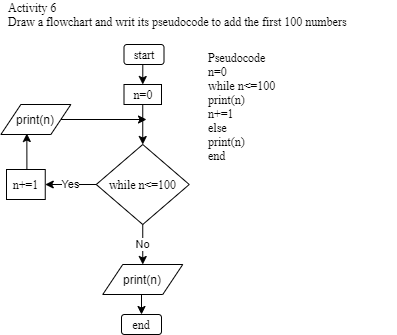 Activity 6
Draw a flowchart and writ its pseudocode to add the first 100 numbers
start
n=0
print(n)
n+=1
Yes
while n<=100
No
print(n)
end
Pseudocode
n=0
while n<=100
print(n)
n+=1
else
print(n)
end